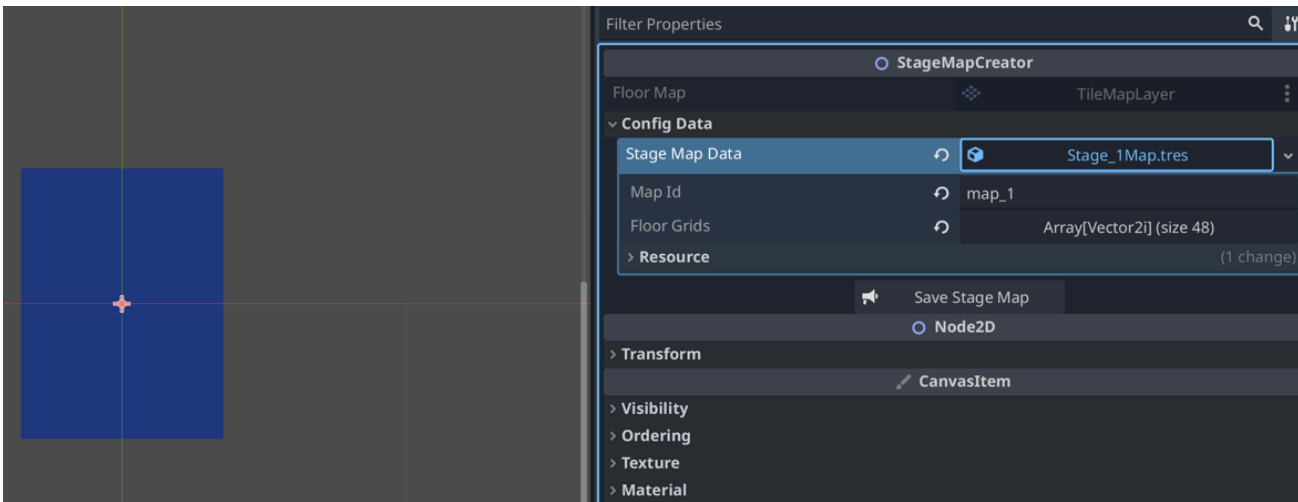 Filter Properties
StageMapCreator
Floor Map TileMapLayer
Config Data
Stage Map Data Stage_1Map.tres
Map Id map_1
Floor Grids Array[Vector2i] (size 48)
Resource (1 change)
Save Stage Map
Node2D
Transform
CanvasItem
Visibility
Ordering
Texture
Material